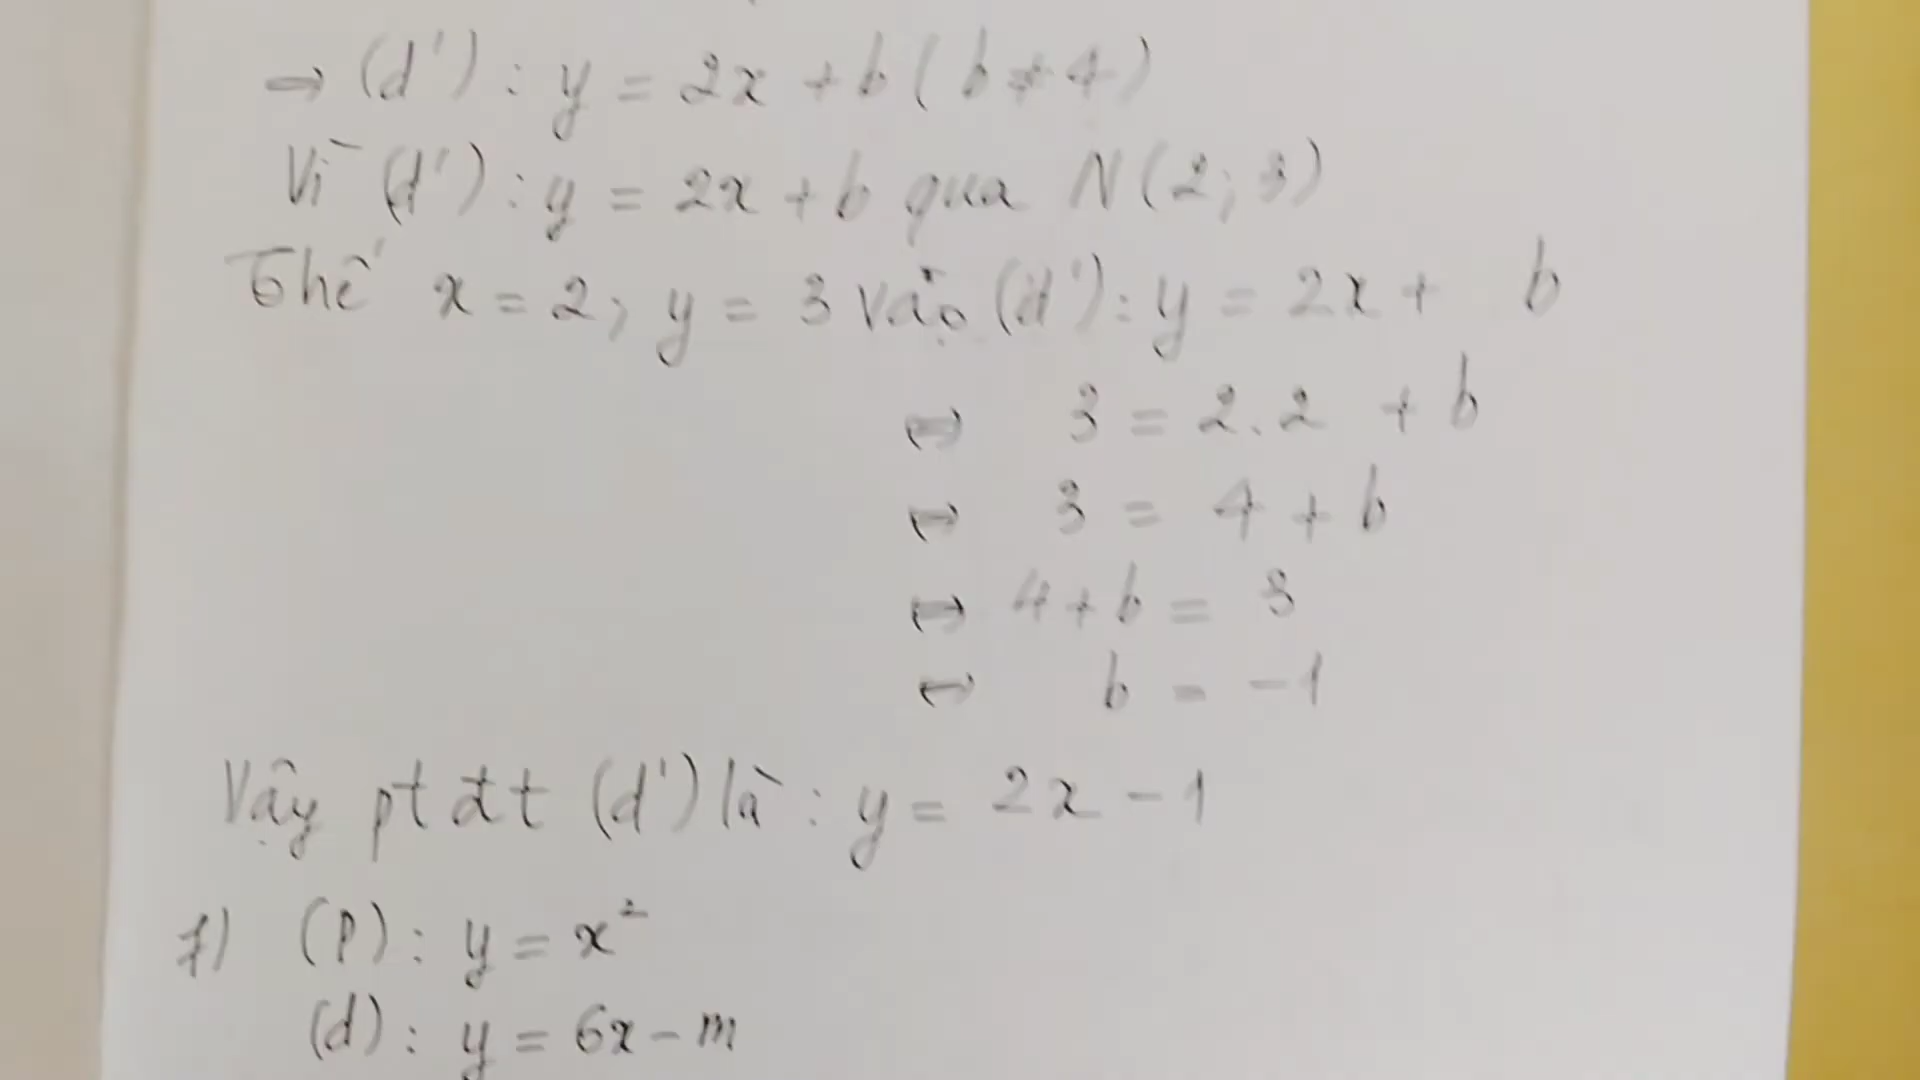 ⇒ (d') : y = 2x + b ( b ≠ 4 )
Vì (d') : y = 2x + b qua N(2; 3)
Thế x = 2; y = 3 vào (d') : y = 2x + b
⇔ 3 = 2.2 + b
⇔ 3 = 4 + b
⇔ 4 + b = 3
⇔ b = -1
Vậy pt đt (d') là : y = 2x - 1
7) (P) : y = x²
(d) : y = 6x - m